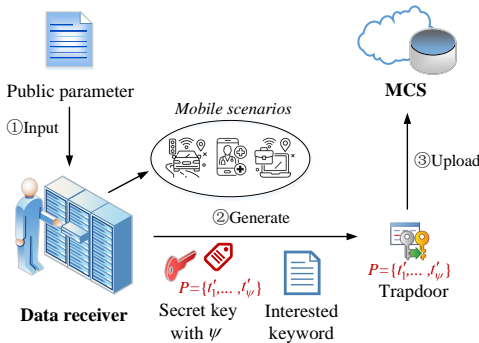 Public parameter
①Input
Mobile scenarios
MCS
③Upload
②Generate
P={t′₁,... ,t′ψ}
P={t′₁,... ,t′ψ}
Data receiver
Secret key
with ψ
Interested
keyword
Trapdoor